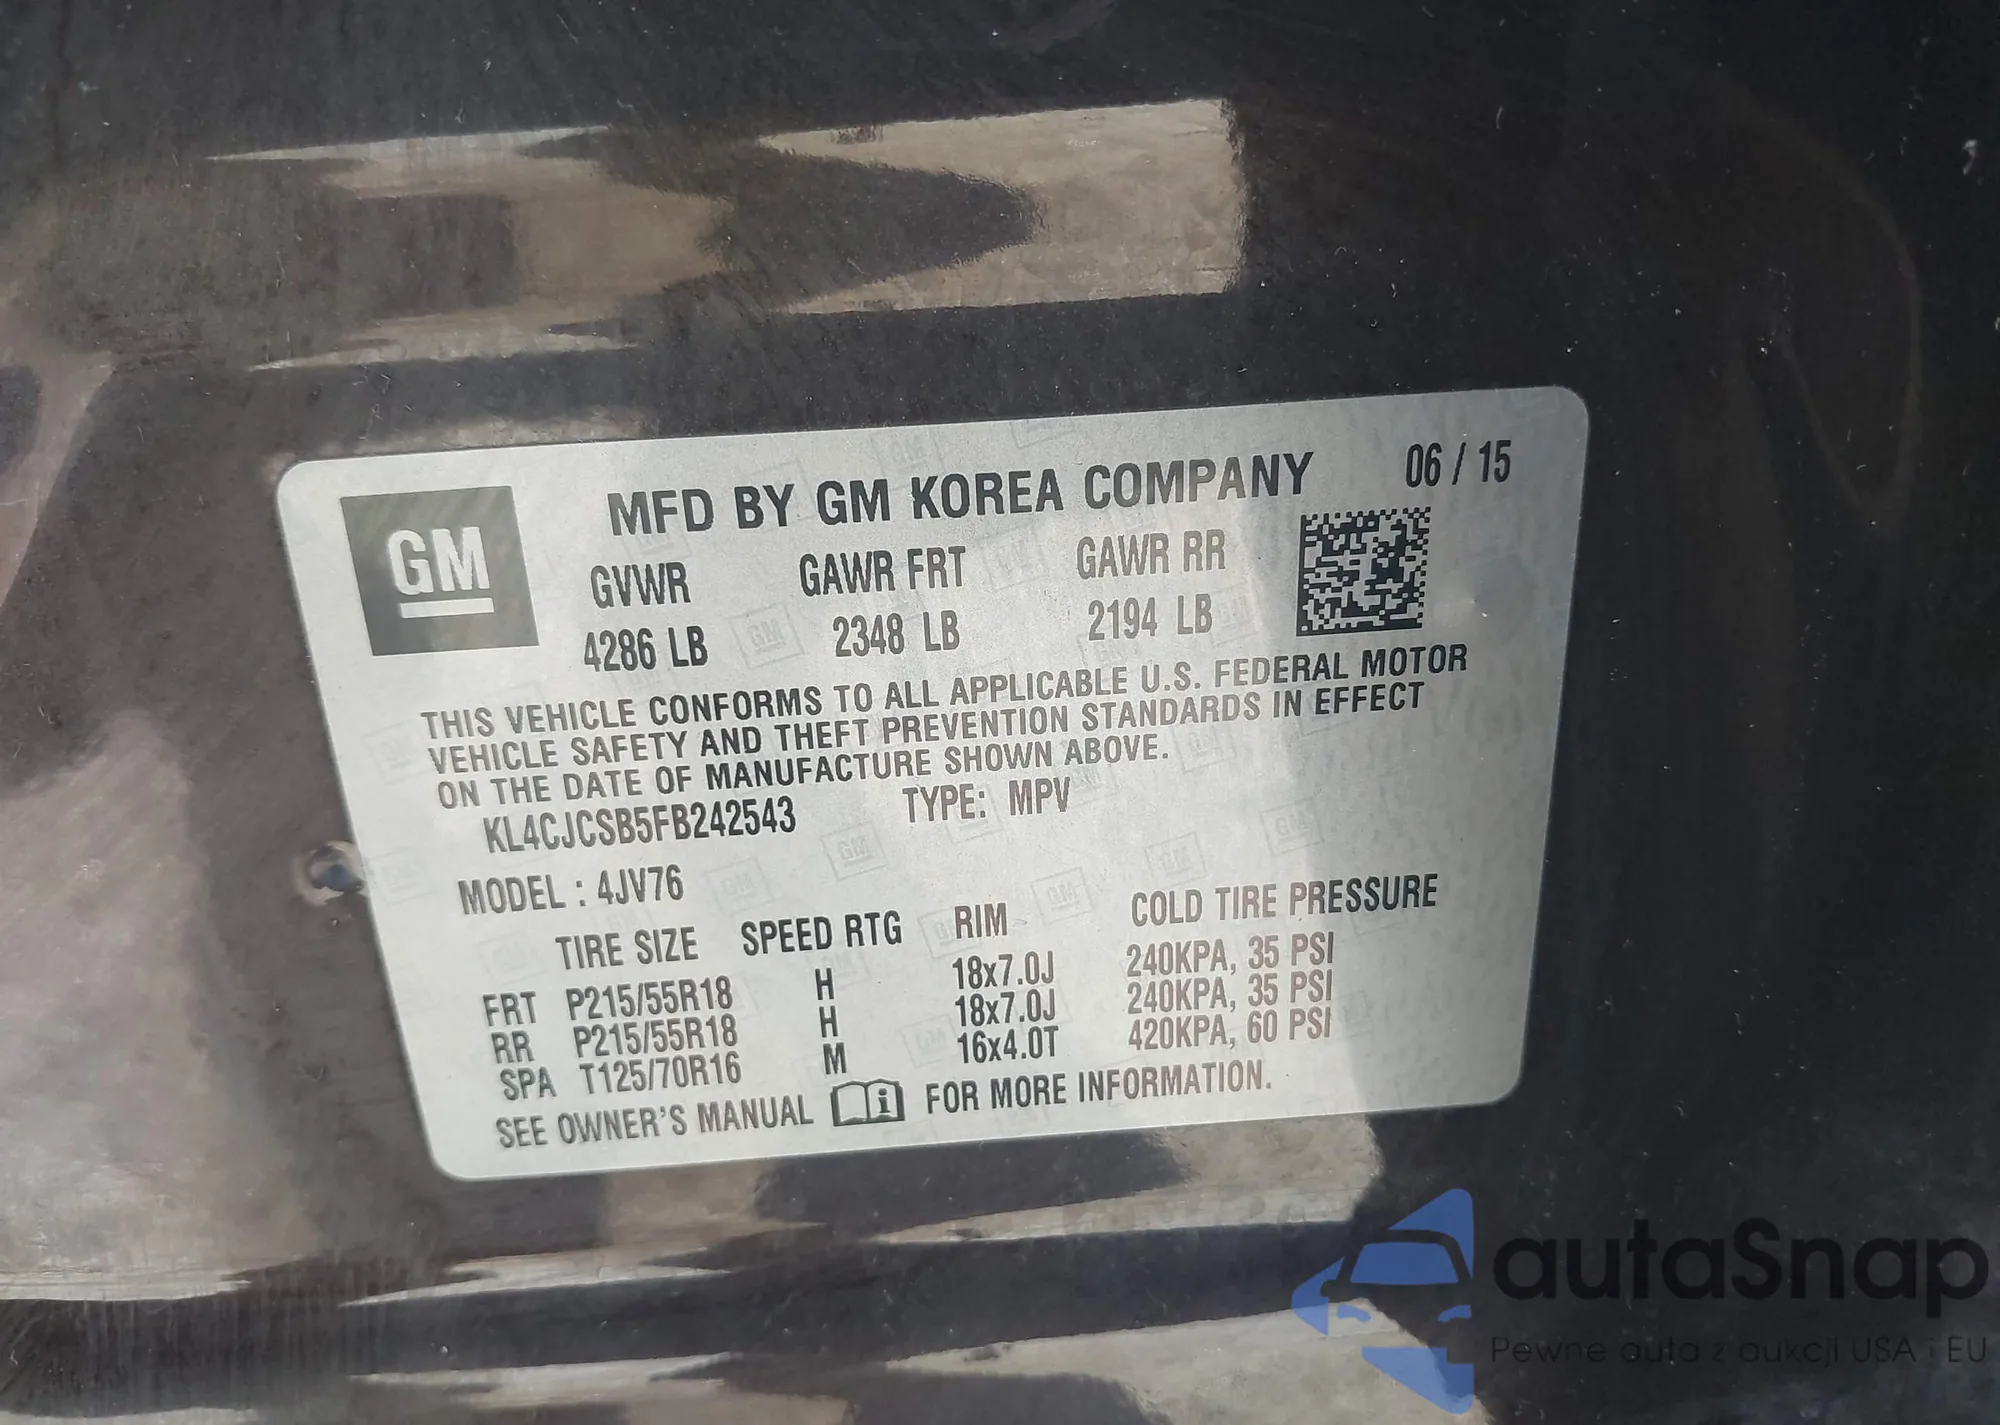 GM
MFD BY GM KOREA COMPANY 06 / 15
GVWR GAWR FRT GAWR RR
4286 LB 2348 LB 2194 LB
THIS VEHICLE CONFORMS TO ALL APPLICABLE U.S. FEDERAL MOTOR
VEHICLE SAFETY AND THEFT PREVENTION STANDARDS IN EFFECT
ON THE DATE OF MANUFACTURE SHOWN ABOVE.
KL4CJCSB5FB242543 TYPE: MPV
MODEL : 4JV76
TIRE SIZE SPEED RTG RIM COLD TIRE PRESSURE
FRT P215/55R18 H 18x7.0J 240KPA, 35 PSI
RR P215/55R18 H 18x7.0J 240KPA, 35 PSI
SPA T125/70R16 M 16x4.0T 420KPA, 60 PSI
SEE OWNER'S MANUAL i FOR MORE INFORMATION.
autaSnap
Pewne auta z aukcji USA i EU